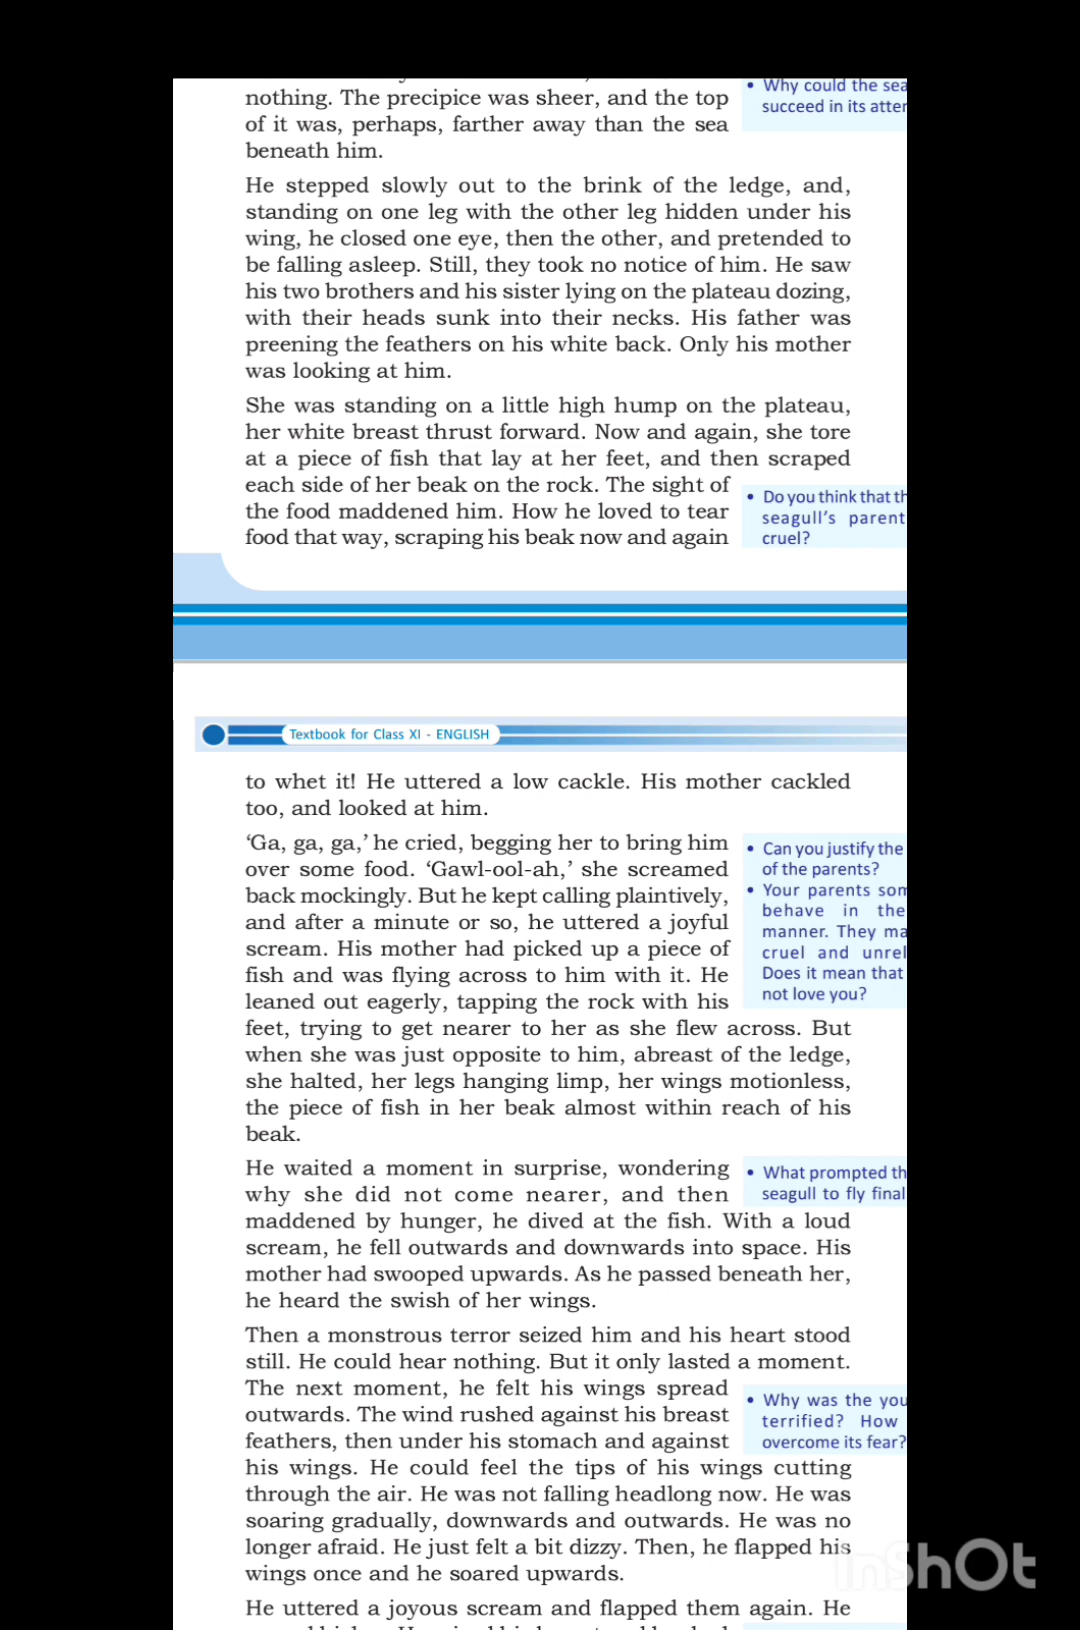 nothing. The precipice was sheer, and the top
of it was, perhaps, farther away than the sea
beneath him.
• Why could the sea
succeed in its atter
He stepped slowly out to the brink of the ledge, and,
standing on one leg with the other leg hidden under his
wing, he closed one eye, then the other, and pretended to
be falling asleep. Still, they took no notice of him. He saw
his two brothers and his sister lying on the plateau dozing,
with their heads sunk into their necks. His father was
preening the feathers on his white back. Only his mother
was looking at him.
She was standing on a little high hump on the plateau,
her white breast thrust forward. Now and again, she tore
at a piece of fish that lay at her feet, and then scraped
each side of her beak on the rock. The sight of
the food maddened him. How he loved to tear
food that way, scraping his beak now and again
• Do you think that th
seagull's parent
cruel?
Textbook for Class XI - ENGLISH
to whet it! He uttered a low cackle. His mother cackled
too, and looked at him.
‘Ga, ga, ga,’ he cried, begging her to bring him
over some food. ‘Gawl-ool-ah,’ she screamed
back mockingly. But he kept calling plaintively,
and after a minute or so, he uttered a joyful
scream. His mother had picked up a piece of
fish and was flying across to him with it. He
leaned out eagerly, tapping the rock with his
feet, trying to get nearer to her as she flew across. But
when she was just opposite to him, abreast of the ledge,
she halted, her legs hanging limp, her wings motionless,
the piece of fish in her beak almost within reach of his
beak.
• Can you justify the
of the parents?
• Your parents som
behave in the
manner. They ma
cruel and unrel
Does it mean that
not love you?
He waited a moment in surprise, wondering
why she did not come nearer, and then
maddened by hunger, he dived at the fish. With a loud
scream, he fell outwards and downwards into space. His
mother had swooped upwards. As he passed beneath her,
he heard the swish of her wings.
• What prompted th
seagull to fly final
Then a monstrous terror seized him and his heart stood
still. He could hear nothing. But it only lasted a moment.
The next moment, he felt his wings spread
outwards. The wind rushed against his breast
feathers, then under his stomach and against
his wings. He could feel the tips of his wings cutting
through the air. He was not falling headlong now. He was
soaring gradually, downwards and outwards. He was no
longer afraid. He just felt a bit dizzy. Then, he flapped his
wings once and he soared upwards.
• Why was the you
terrified? How
overcome its fear?
He uttered a joyous scream and flapped them again. He
InShOt